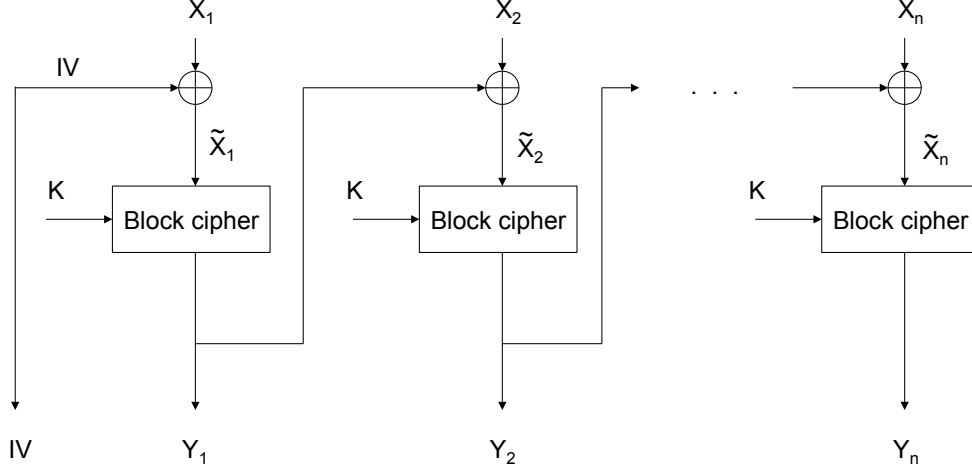 X₁ X₂ Xₙ
IV
. . .
X̃₁ X̃₂ X̃ₙ
K K K
Block cipher Block cipher Block cipher
IV Y₁ Y₂ Yₙ